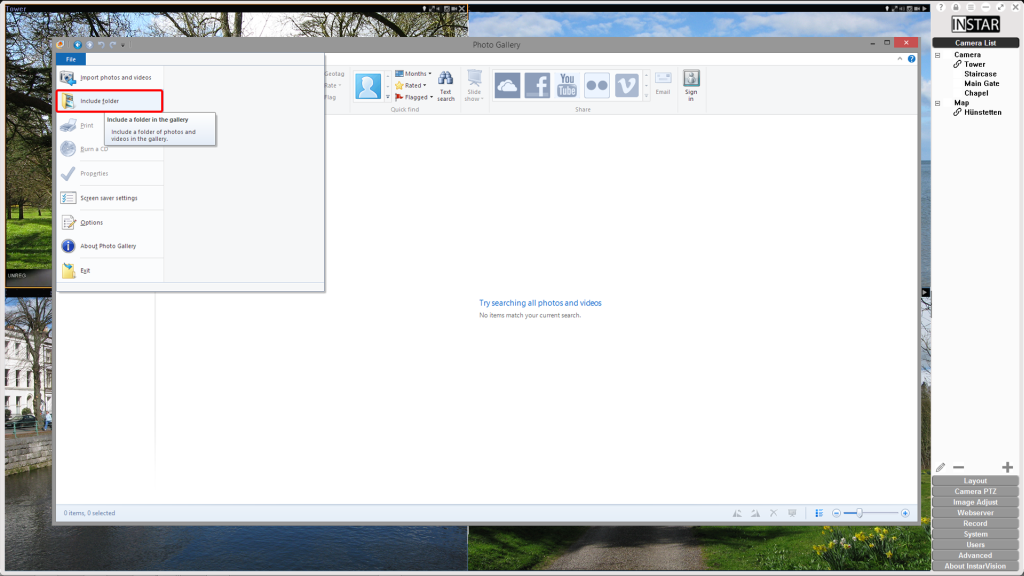 Tower
Photo Gallery
File
Import photos and videos
Include folder
Print
Burn a CD
Properties
Screen saver settings
Options
About Photo Gallery
Exit
Include a folder in the gallery
Include a folder of photos and
videos in the gallery.
Geotag
Rate
Flag
Months
Rated
Flagged
Text
search
Quick find
Slide
show
You
Tube
Share
Email
Sign
in
Try searching all photos and videos
No items match your current search.
0 items, 0 selected
UNREG
INSTAR
Camera List
Camera
Tower
Staircase
Main Gate
Chapel
Map
Hünstetten
Layout
Camera PTZ
Image Adjust
Webserver
Record
System
Users
Advanced
About InstarVision